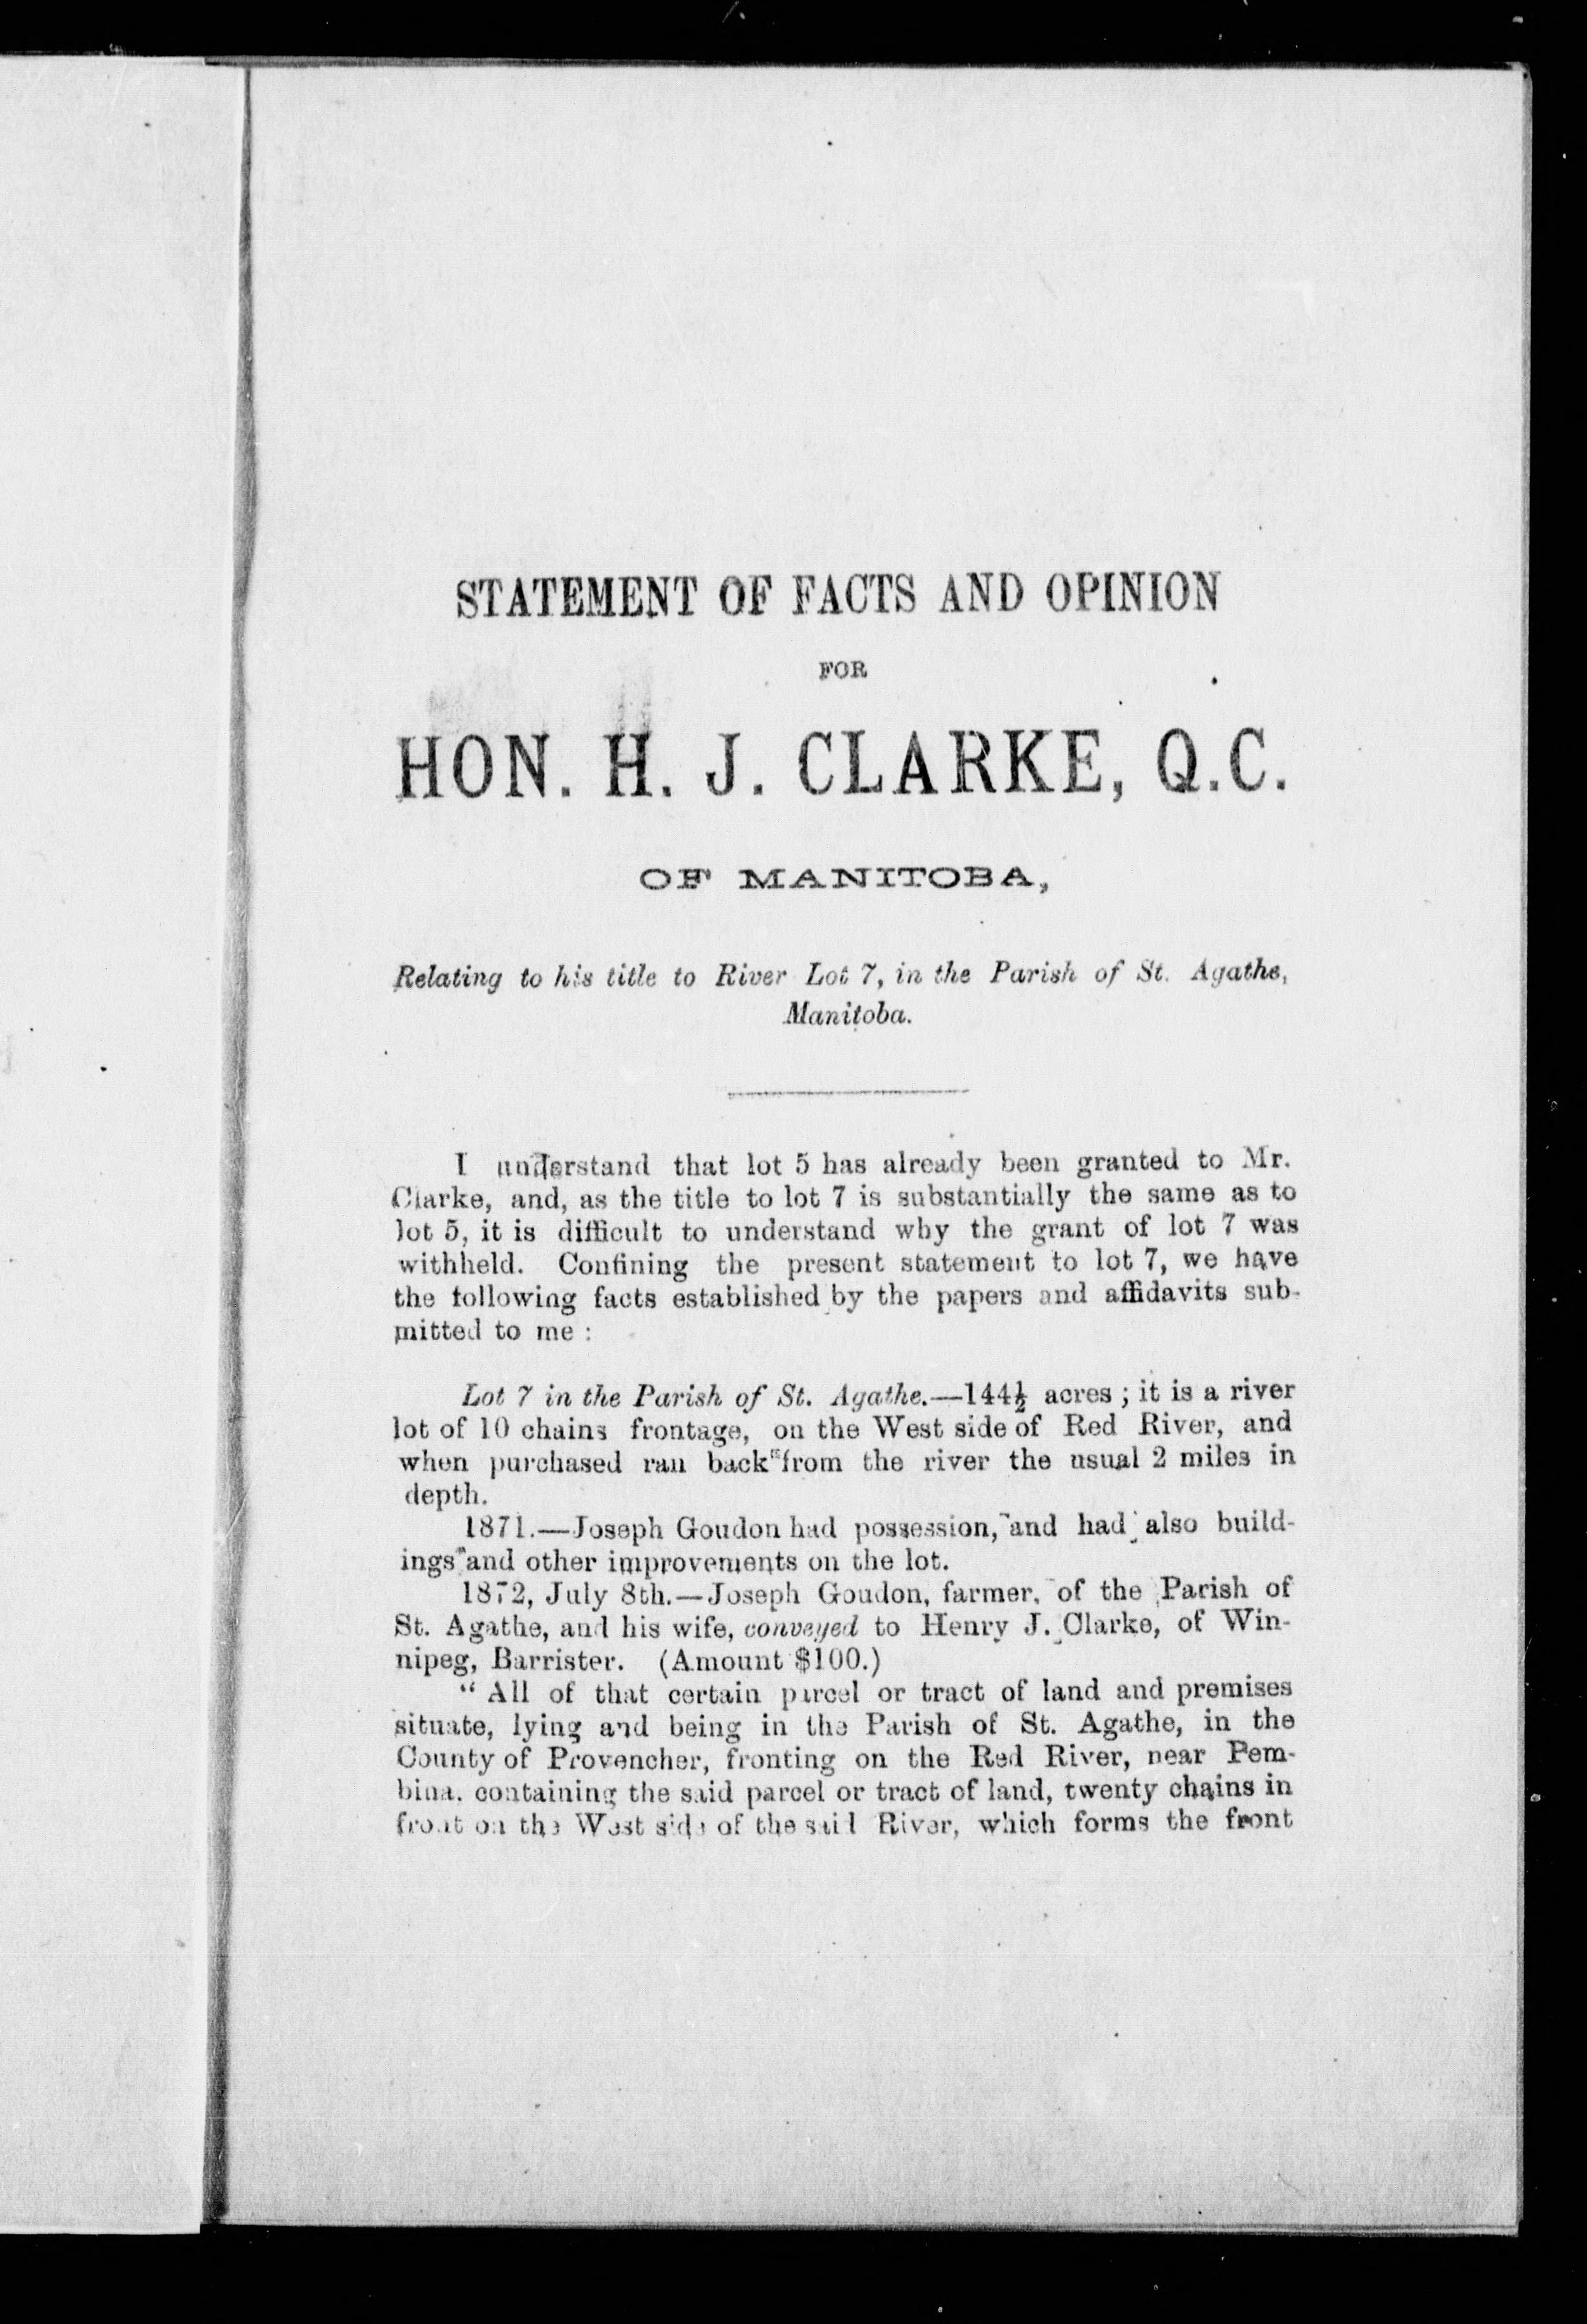 STATEMENT OF FACTS AND OPINION
FOR
HON. H. J. CLARKE, Q.C.
OF MANITOBA,
Relating to his title to River Lot 7, in the Parish of St. Agathe,
Manitoba.
I understand that lot 5 has already been granted to Mr.
Clarke, and, as the title to lot 7 is substantially the same as to
lot 5, it is difficult to understand why the grant of lot 7 was
withheld. Confining the present statement to lot 7, we have
the following facts established by the papers and affidavits sub-
mitted to me :
Lot 7 in the Parish of St. Agathe.—144½ acres ; it is a river
lot of 10 chains frontage, on the West side of Red River, and
when purchased ran back from the river the usual 2 miles in
depth.
1871.—Joseph Goudon had possession, and had also build-
ings and other improvements on the lot.
1872, July 8th.—Joseph Goudon, farmer, of the Parish of
St. Agathe, and his wife, conveyed to Henry J. Clarke, of Win-
nipeg, Barrister. (Amount $100.)
“ All of that certain parcel or tract of land and premises
situate, lying and being in the Parish of St. Agathe, in the
County of Provencher, fronting on the Red River, near Pem-
bina. containing the said parcel or tract of land, twenty chains in
front on the West side of the said River, which forms the front